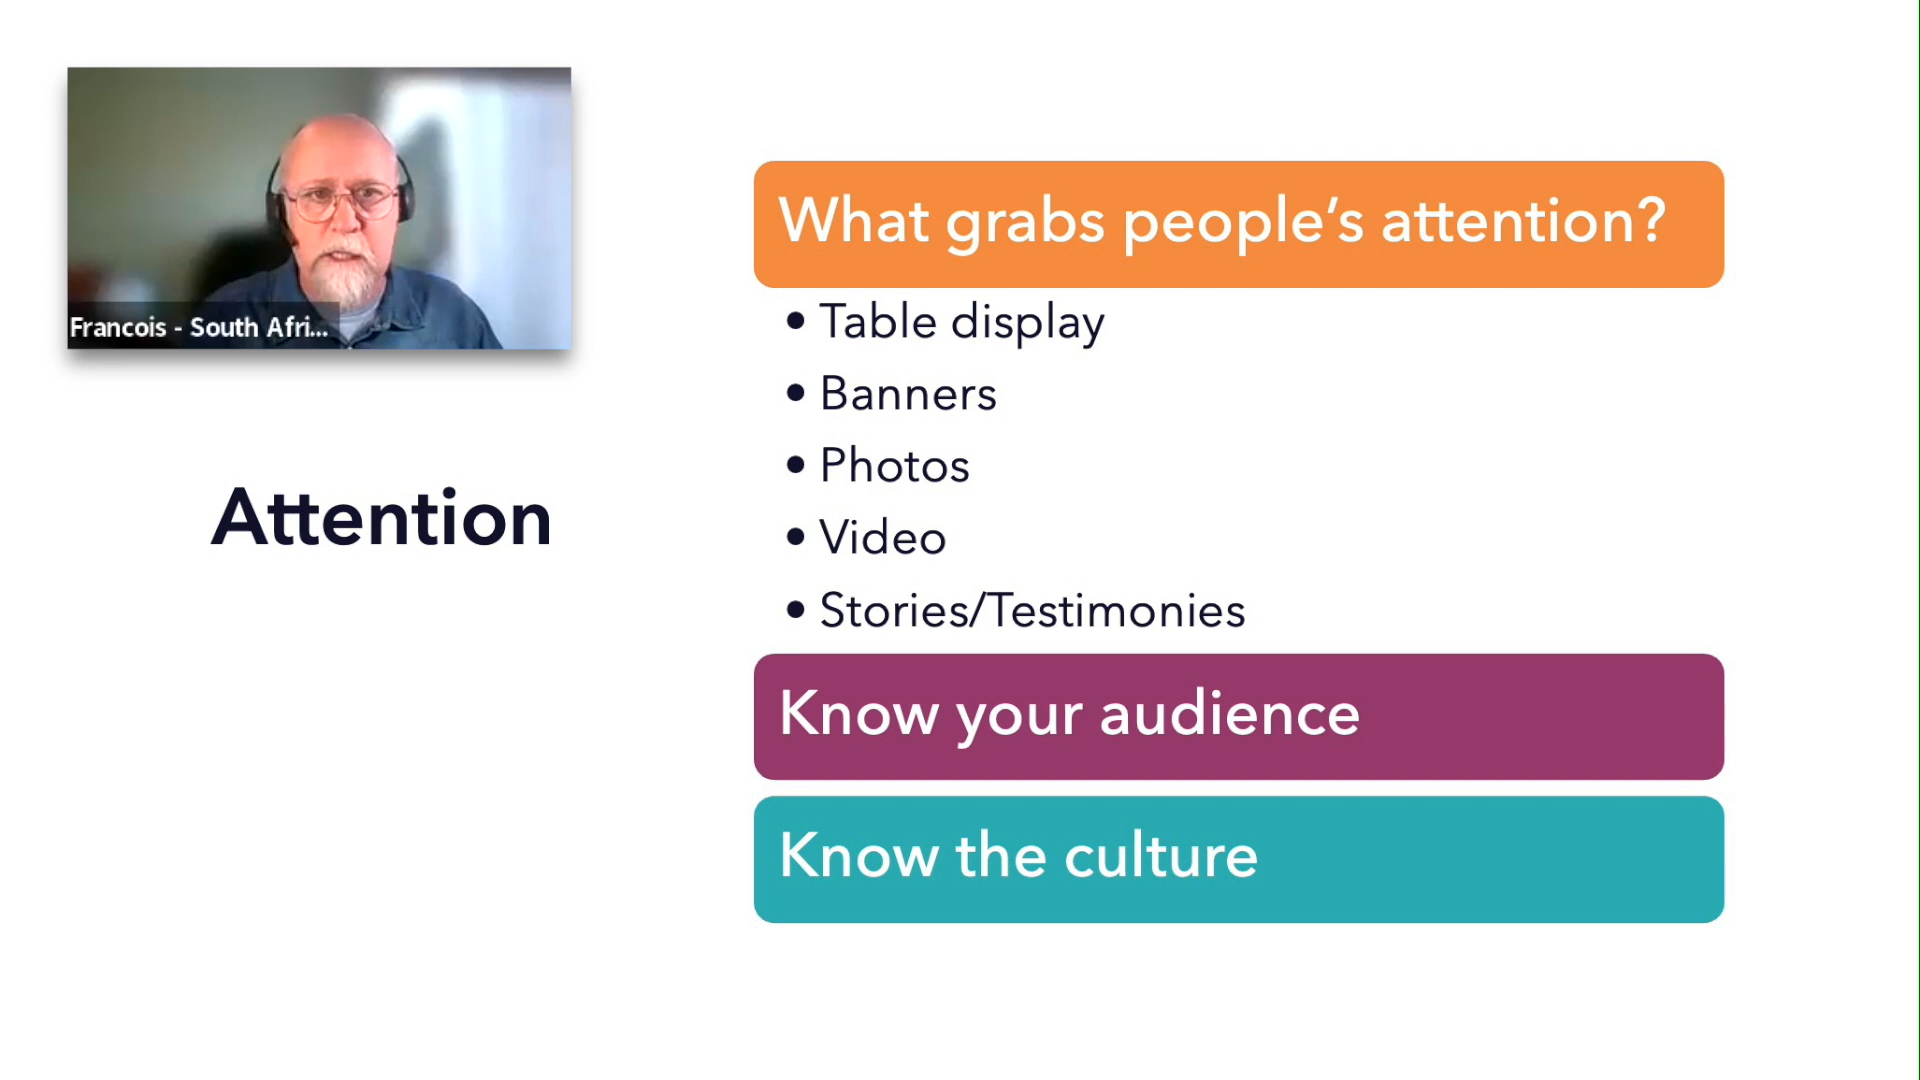 Francois - South Afri...
Attention
What grabs people’s attention?
• Table display
• Banners
• Photos
• Video
• Stories/Testimonies
Know your audience
Know the culture